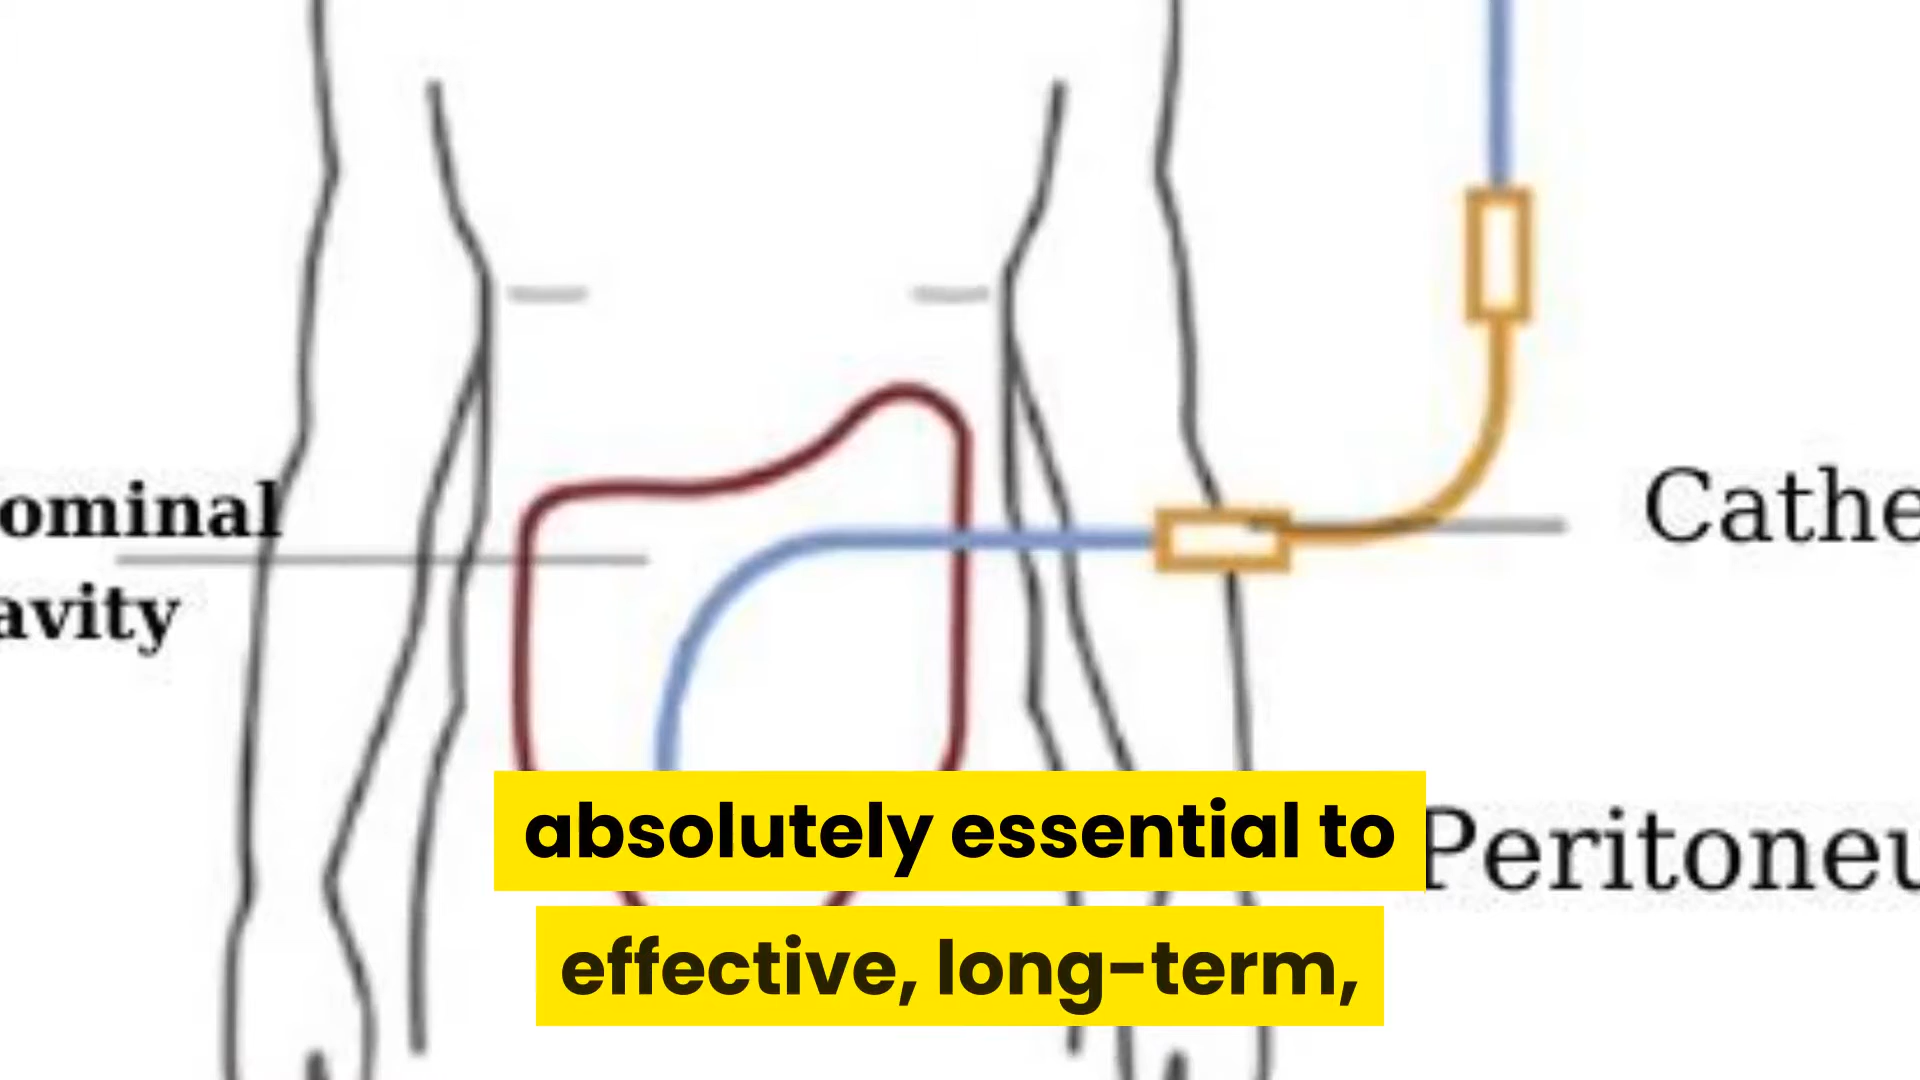 ominal
avity
Cathe
Peritoneu
absolutely essential to
effective, long-term,